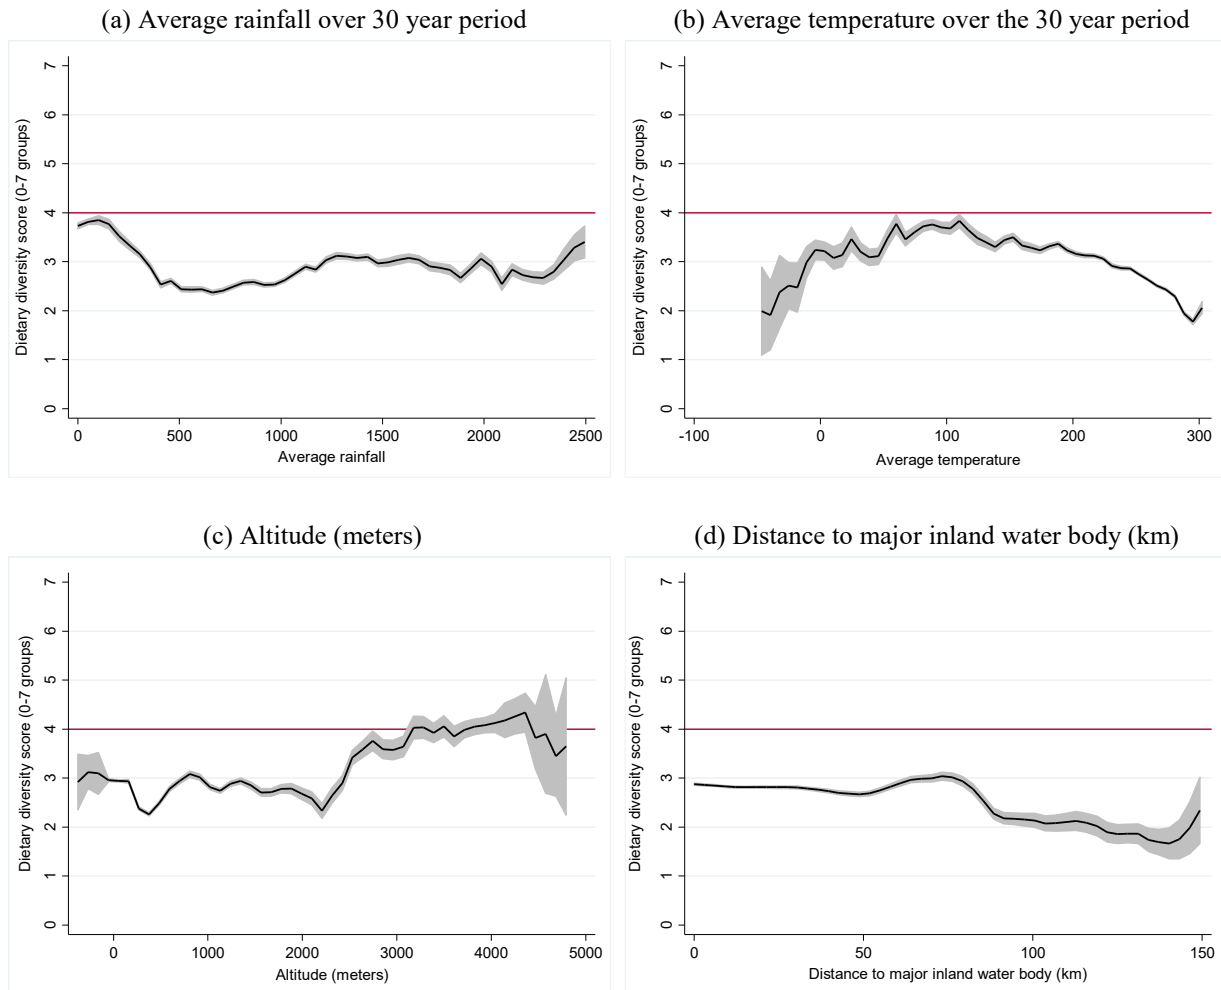 (a) Average rainfall over 30 year period
7
6
5
4
3
2
1
0
Dietary diversity score (0-7 groups)
0 500 1000 1500 2000 2500
Average rainfall
(b) Average temperature over the 30 year period
7
6
5
4
3
2
1
0
Dietary diversity score (0-7 groups)
-100 0 100 200 300
Average temperature
(c) Altitude (meters)
7
6
5
4
3
2
1
0
Dietary diversity score (0-7 groups)
0 1000 2000 3000 4000 5000
Altitude (meters)
(d) Distance to major inland water body (km)
7
6
5
4
3
2
1
0
Dietary diversity score (0-7 groups)
0 50 100 150
Distance to major inland water body (km)